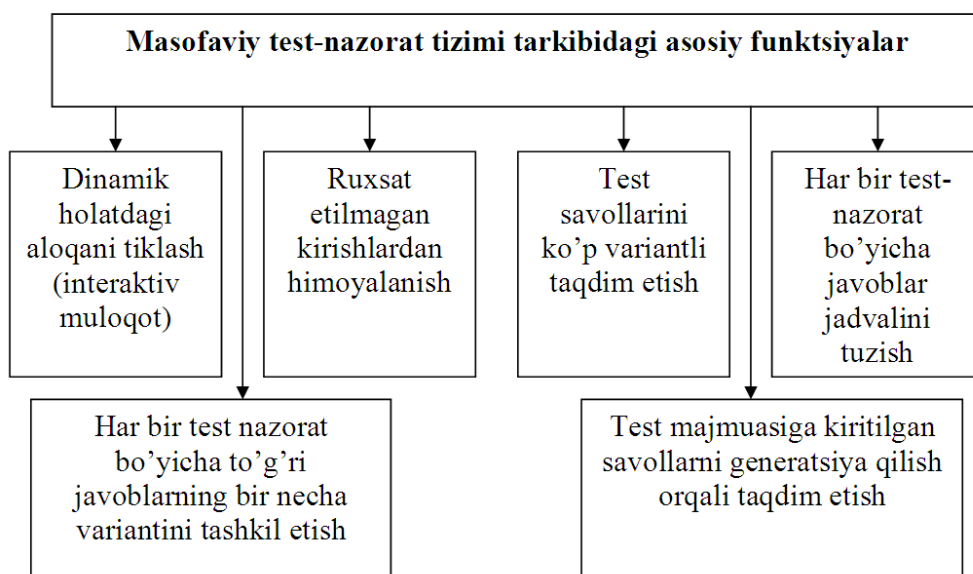 Masofaviy test-nazorat tizimi tarkibidagi asosiy funktsiyalar
Dinamik
holatdagi
aloqani tiklash
(interaktiv
muloqot)
Ruxsat
etilmagan
kirishlardan
himoyalanish
Test
savollarini
ko’p variantli
taqdim etish
Har bir test-
nazorat
bo’yicha
javoblar
jadvalini
tuzish
Har bir test nazorat
bo’yicha to’g’ri
javoblarning bir necha
variantini tashkil etish
Test majmuasiga kiritilgan
savollarni generatsiya qilish
orqali taqdim etish